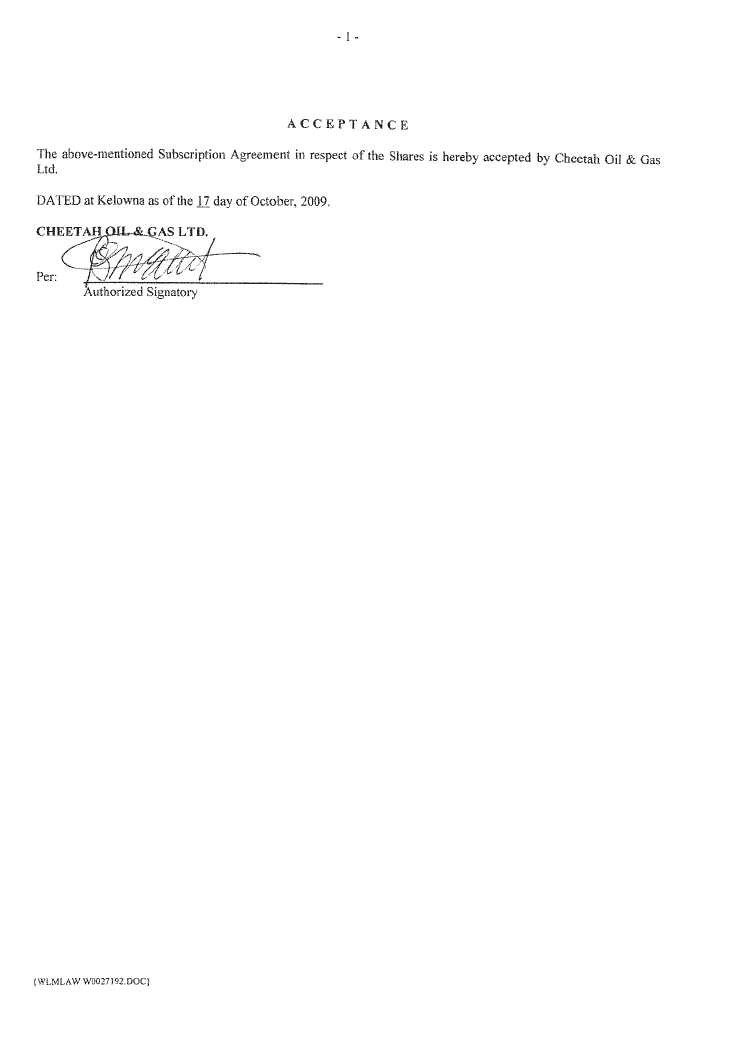 - 1 -
ACCEPTANCE
The above-mentioned Subscription Agreement in respect of the Shares is hereby accepted by Cheetah Oil & Gas
Ltd.
DATED at Kelowna as of the 17 day of October, 2009.
CHEETAH OIL & GAS LTD.
Per:
Authorized Signatory
{WLMLAW W0027192.DOC}